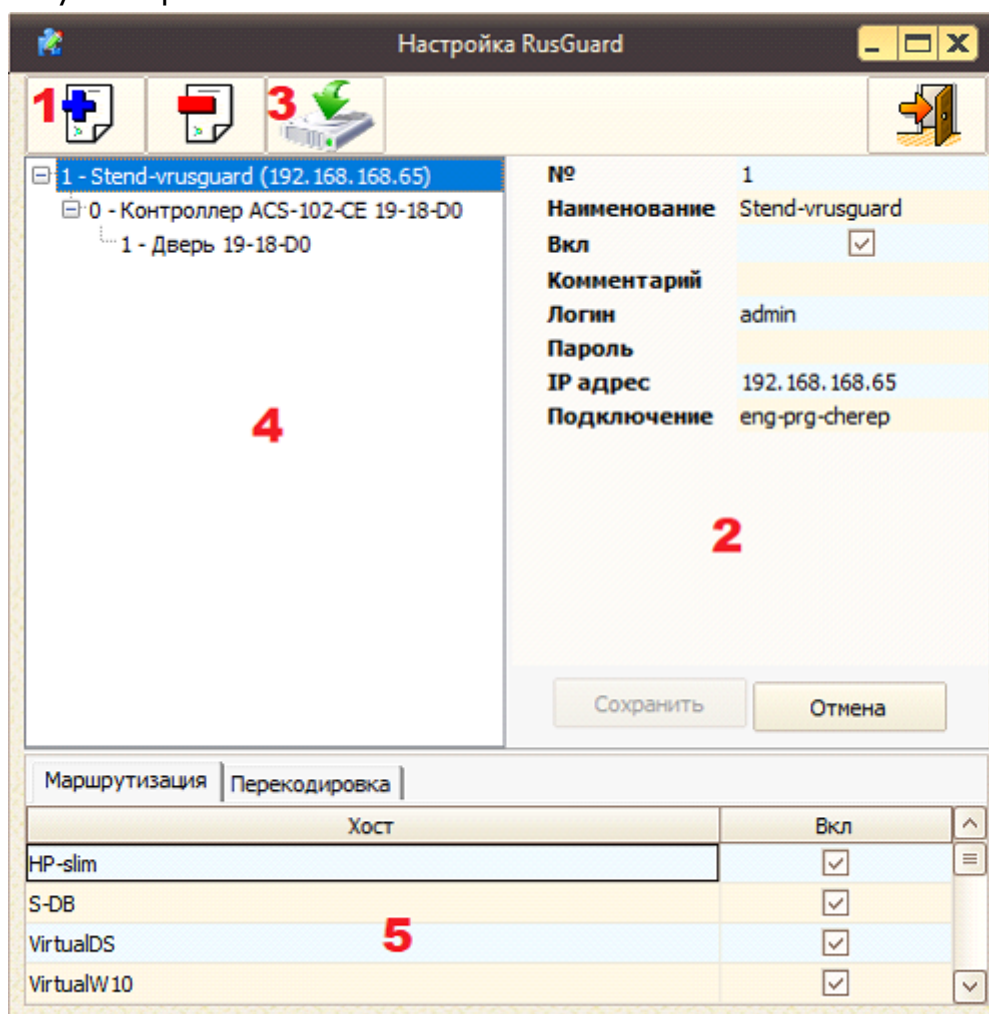 Настройка RusGuard
1
3
1 - Stend-vrusguard (192.168.168.65)
0 - Контроллер ACS-102-CE 19-18-D0
1 - Дверь 19-18-D0
4
№ 1
Наименование Stend-vrusguard
Вкл
Комментарий
Логин admin
Пароль
IP адрес 192.168.168.65
Подключение eng-prg-cherep
2
Сохранить Отмена
Маршрутизация Перекодировка
Хост Вкл
HP-slim
S-DB
5
VirtualDS
VirtualW10